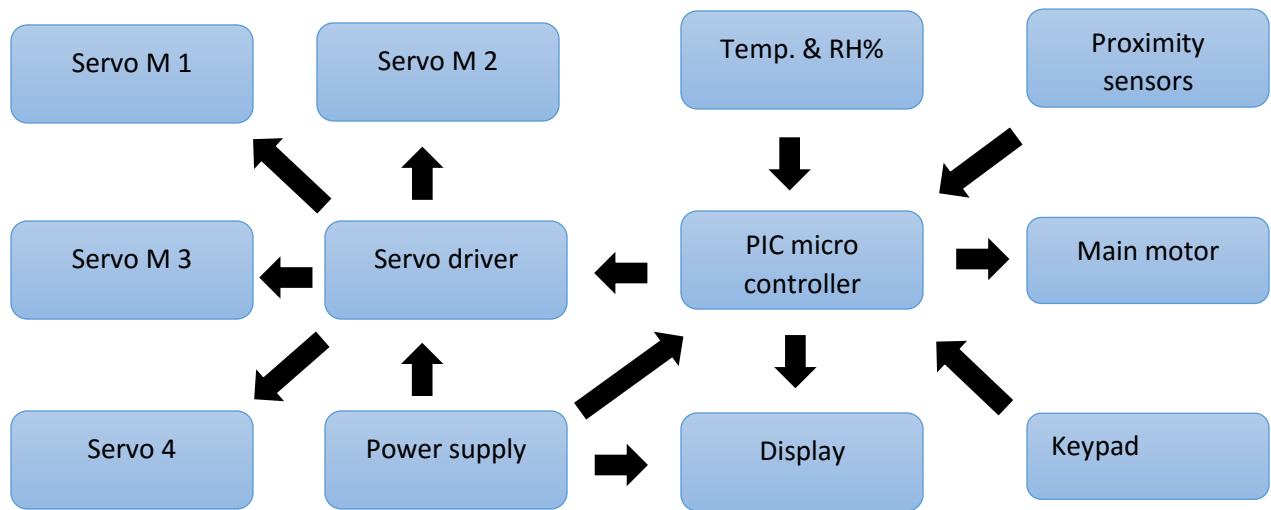 Servo M 1
Servo M 2
Temp. & RH%
Proximity
sensors
Servo M 3
Servo driver
PIC micro
controller
Main motor
Servo 4
Power supply
Display
Keypad